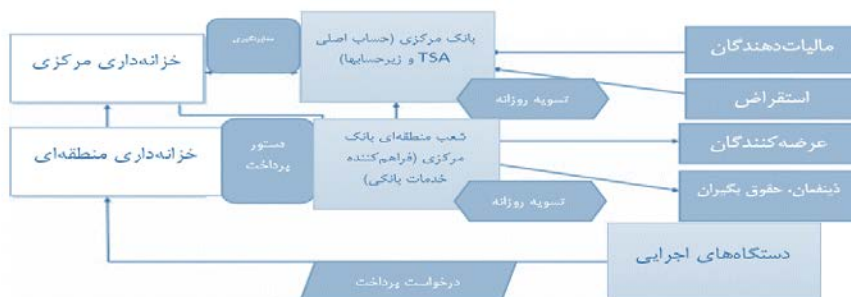 مالیات‌دهندگان
بانک مرکزی (حساب اصلی
TSA و زیرحسابها)
خزانه‌داری مرکزی
استقراض
تسویه روزانه
عرضه‌کنندگان
شعب منطقه‌ای بانک
مرکزی (فراهم‌کننده
خدمات بانکی)
دستور
پرداخت
خزانه‌داری منطقه‌ای
ذینفعان، حقوق بگیران
تسویه روزانه
دستگاه‌های اجرایی
درخواست پرداخت